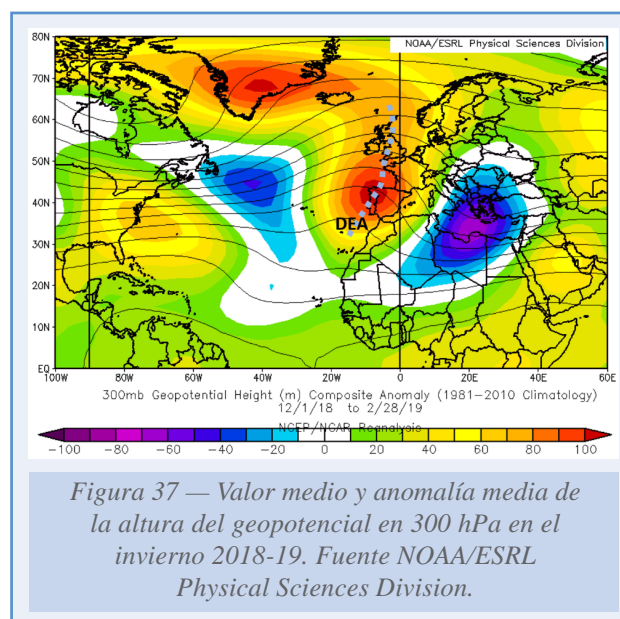 80N
NOAA/ESRL Physical Sciences Division
70N
60N
50N
40N
DEA
30N
20N
10N
EQ
100W 80W 60W 40W 20W 0 20E 40E 60E
300mb Geopotential Height (m) Composite Anomaly (1981-2010 Climatology)
12/1/18 to 2/28/19
NCEP/NCAR Reanalysis
-100 -80 -60 -40 -20 0 20 40 60 80 100
Figura 37 — Valor medio y anomalía media de
la altura del geopotencial en 300 hPa en el
invierno 2018-19. Fuente NOAA/ESRL
Physical Sciences Division.